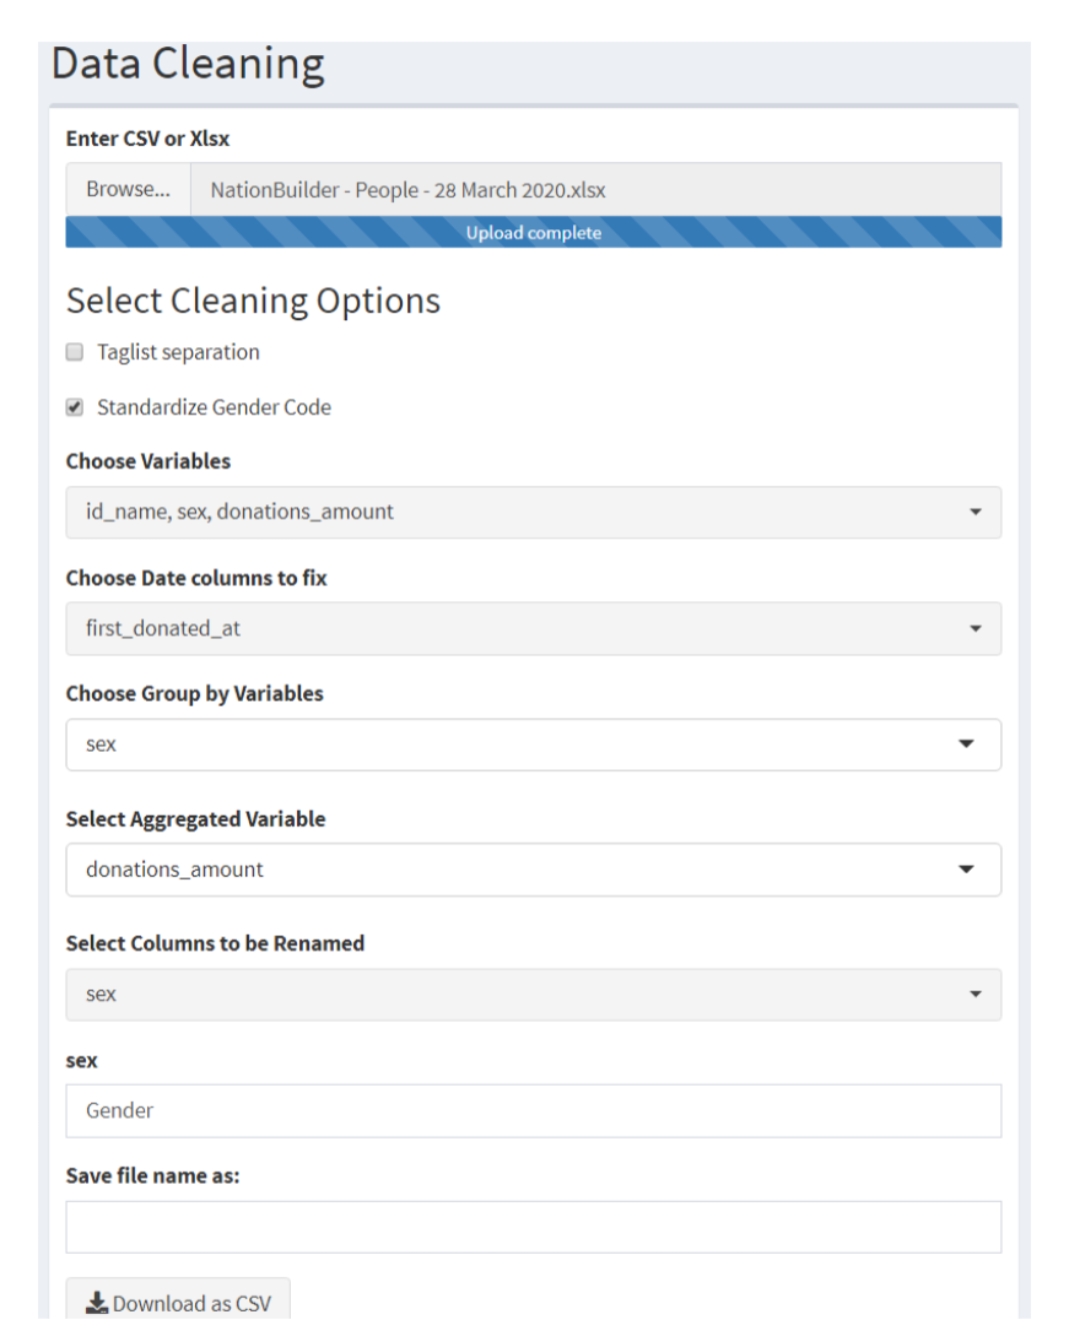 Data Cleaning
Enter CSV or Xlsx
Browse... NationBuilder - People - 28 March 2020.xlsx
Upload complete
Select Cleaning Options
Taglist separation
Standardize Gender Code
Choose Variables
id_name, sex, donations_amount
Choose Date columns to fix
first_donated_at
Choose Group by Variables
sex
Select Aggregated Variable
donations_amount
Select Columns to be Renamed
sex
sex
Gender
Save file name as:
Download as CSV